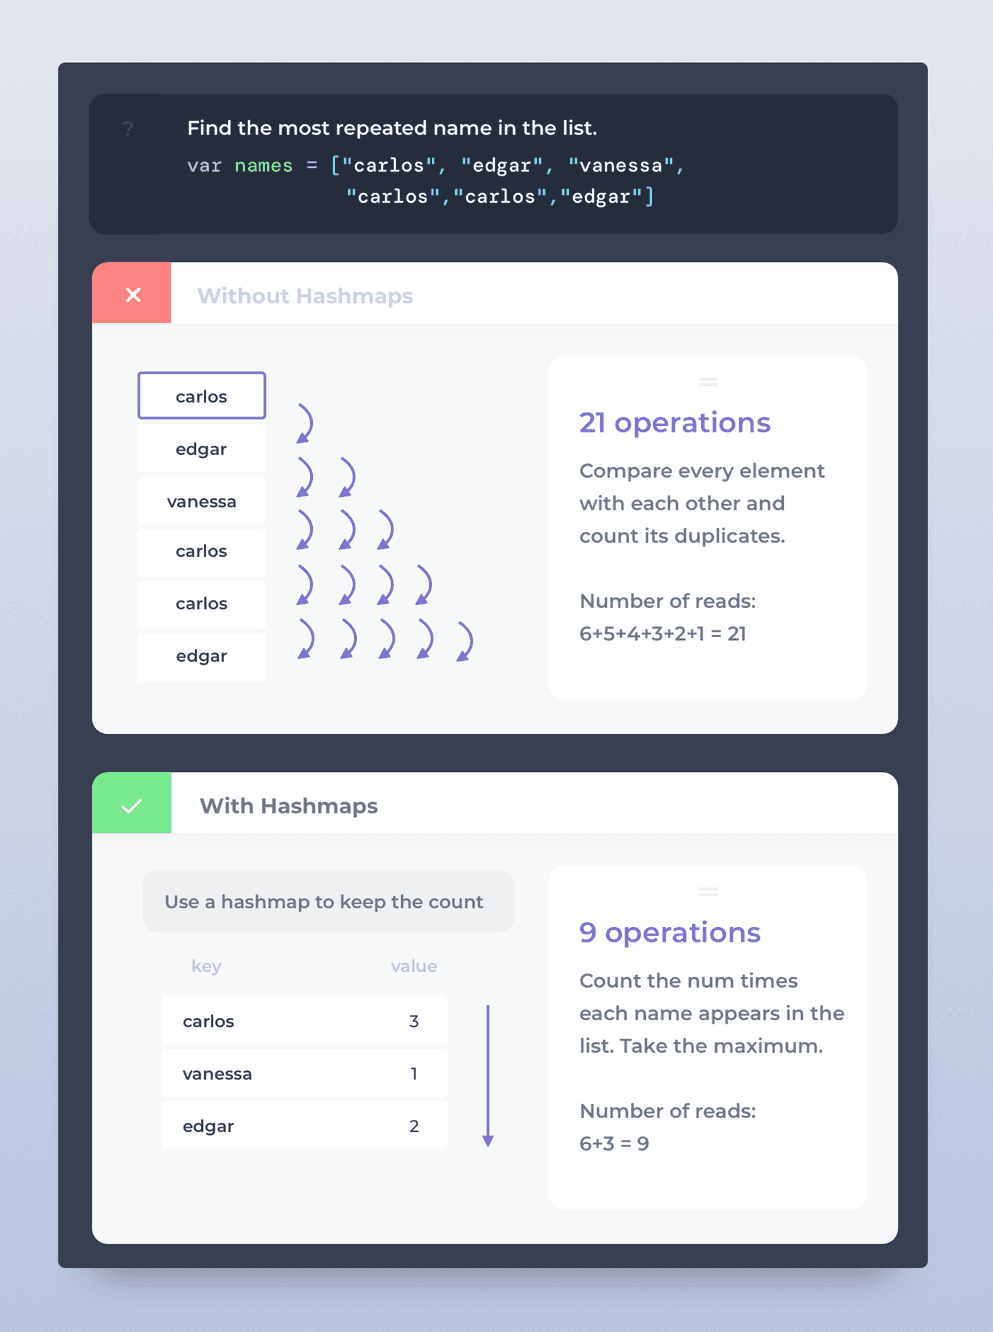 ?
Find the most repeated name in the list.
var names = ["carlos", "edgar", "vanessa",
"carlos","carlos","edgar"]
Without Hashmaps
carlos
edgar
vanessa
carlos
carlos
edgar
=
21 operations
Compare every element
with each other and
count its duplicates.
Number of reads:
6+5+4+3+2+1 = 21
With Hashmaps
Use a hashmap to keep the count
key value
carlos 3
vanessa 1
edgar 2
=
9 operations
Count the num times
each name appears in the
list. Take the maximum.
Number of reads:
6+3 = 9